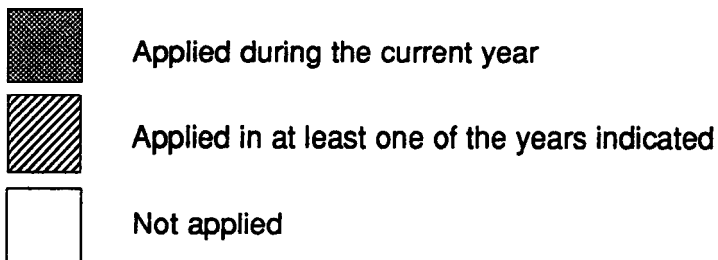 Applied during the current year
Applied in at least one of the years indicated
Not applied